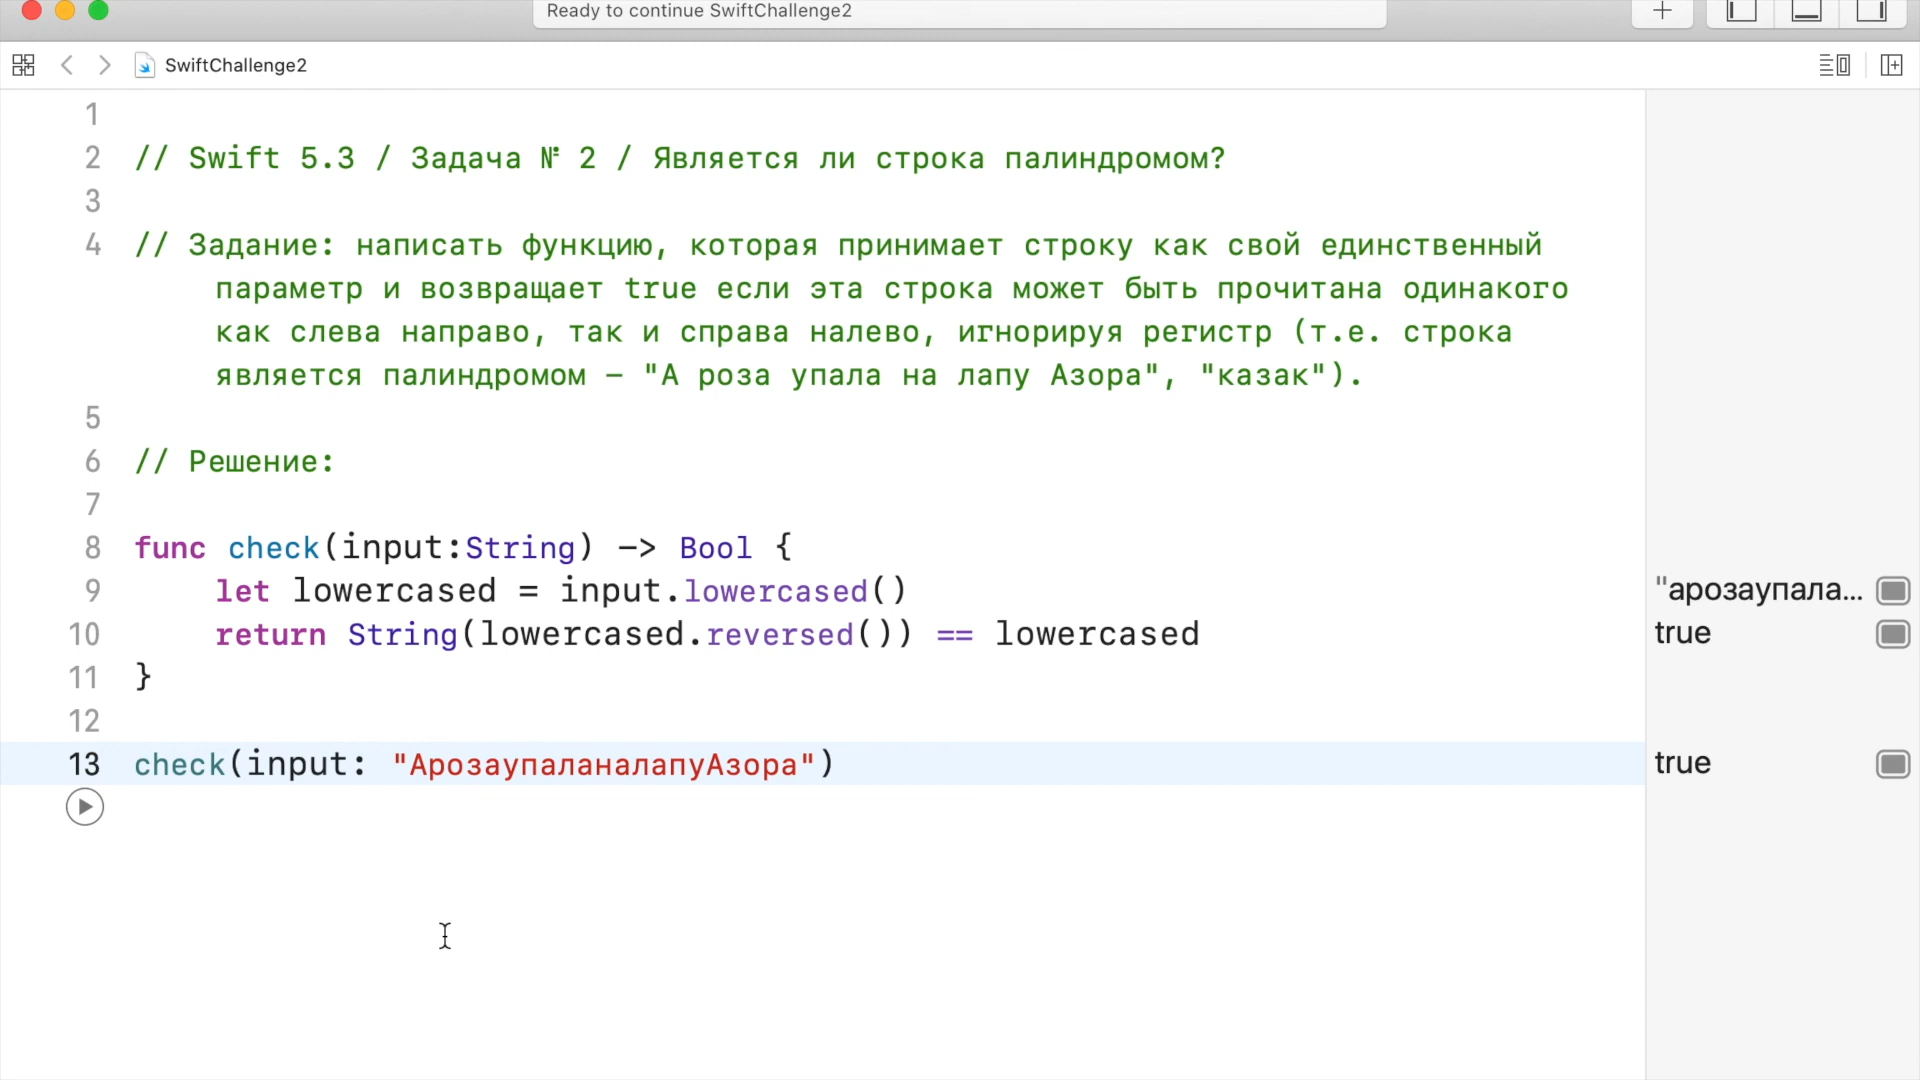 Ready to continue SwiftChallenge2
SwiftChallenge2
1
2 // Swift 5.3 / Задача № 2 / Является ли строка палиндромом?
3
4 // Задание: написать функцию, которая принимает строку как свой единственный
параметр и возвращает true если эта строка может быть прочитана одинакого
как слева направо, так и справа налево, игнорируя регистр (т.е. строка
является палиндромом – "А роза упала на лапу Азора", "казак").
5
6 // Решение:
7
8 func check(input:String) -> Bool {
9 let lowercased = input.lowercased() "арозаупала...
10 return String(lowercased.reversed()) == lowercased true
11 }
12
13 check(input: "АрозаупаланалапуАзора") true